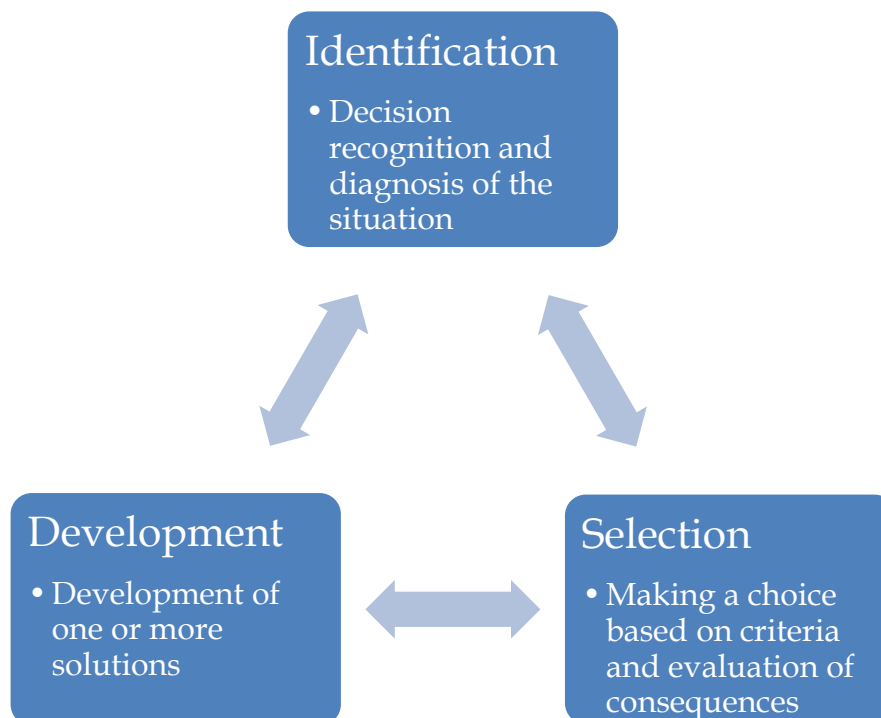 Identification
• Decision
recognition and
diagnosis of the
situation
Development
• Development of
one or more
solutions
Selection
• Making a choice
based on criteria
and evaluation of
consequences